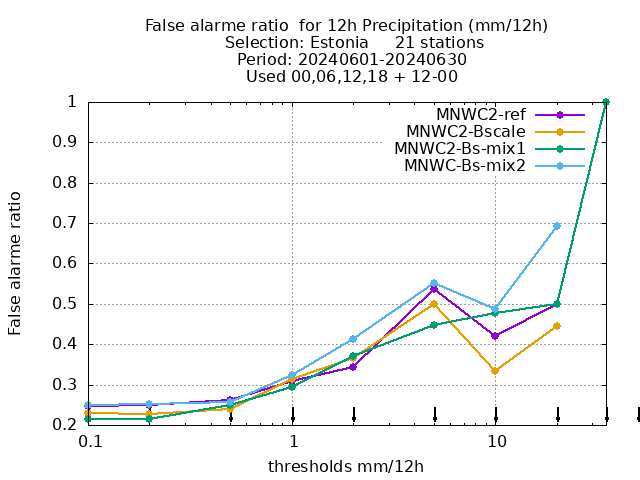 False alarme ratio  for 12h Precipitation (mm/12h)
Selection: Estonia     21 stations
Period: 20240601-20240630
Used 00,06,12,18 + 12-00
MNWC2-ref
MNWC2-Bscale
MNWC2-Bs-mix1
MNWC-Bs-mix2
False alarme ratio
1
0.9
0.8
0.7
0.6
0.5
0.4
0.3
0.2
0.1 1 10
thresholds mm/12h